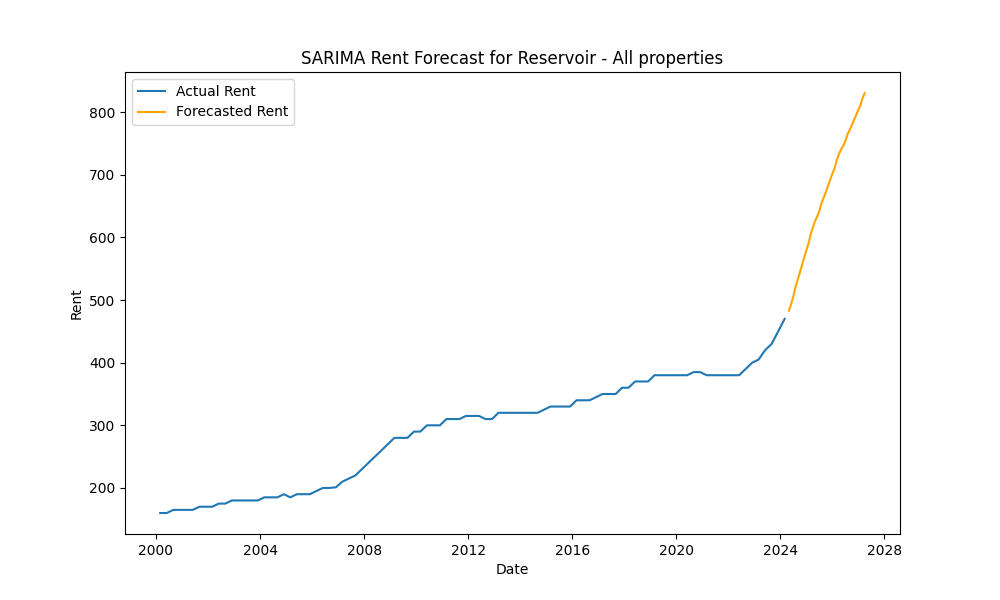 SARIMA Rent Forecast for Reservoir - All properties
Actual Rent
Forecasted Rent
800
700
600
500
400
300
200
Rent
2000 2004 2008 2012 2016 2020 2024 2028
Date